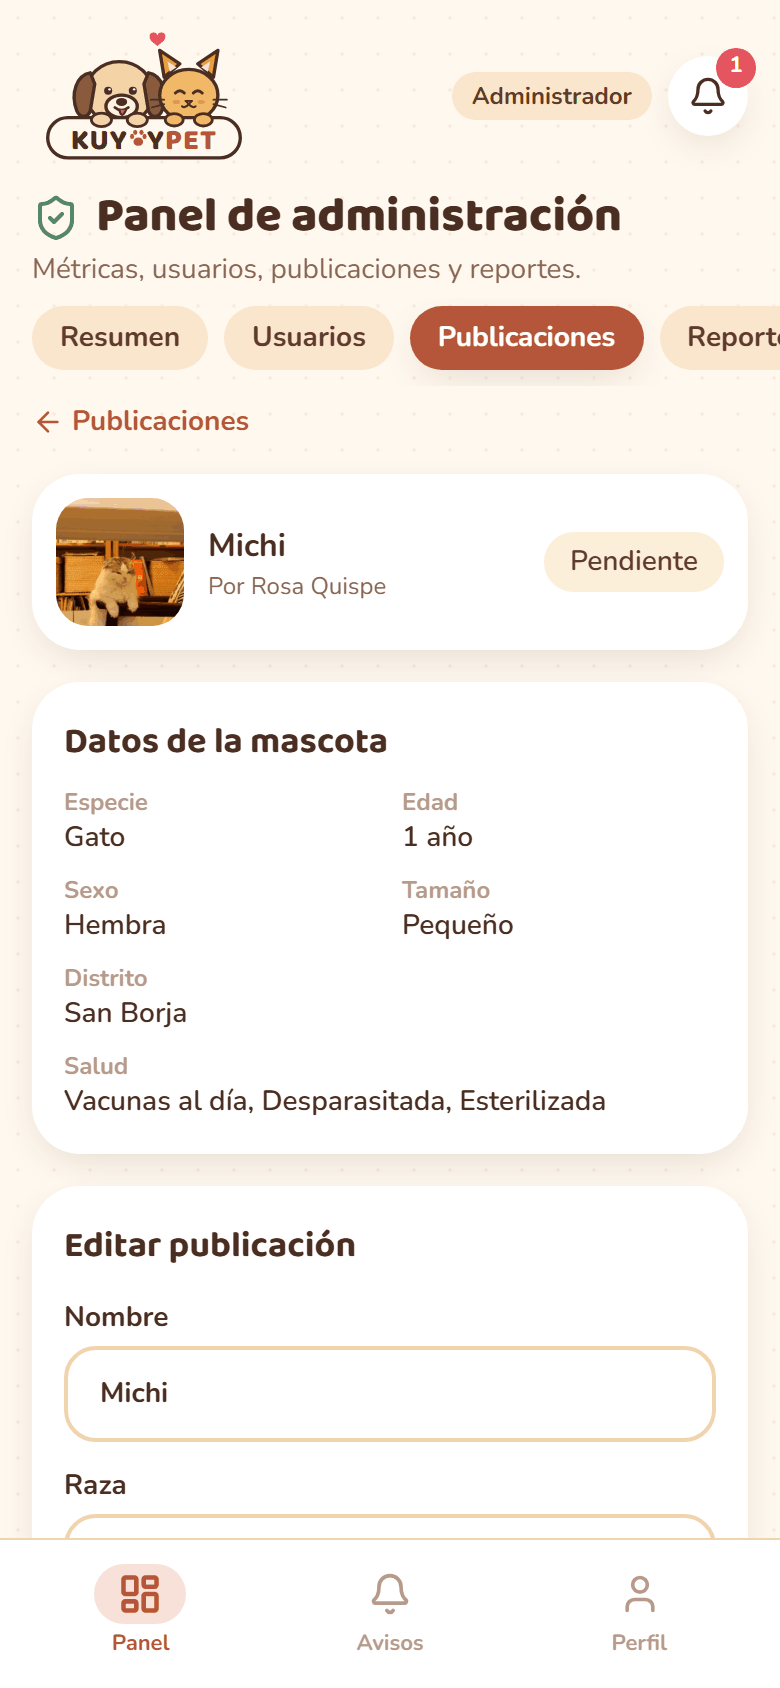 KUY YPET
Administrador
1
Panel de administración
Métricas, usuarios, publicaciones y reportes.
Resumen
Usuarios
Publicaciones
← Publicaciones
Michi
Por Rosa Quispe
Pendiente
Datos de la mascota
Especie
Edad
Gato
1 año
Sexo
Tamaño
Hembra
Pequeño
Distrito
San Borja
Salud
Vacunas al día, Desparasitada, Esterilizada
Editar publicación
Nombre
Michi
Raza
Panel
Avisos
Perfil